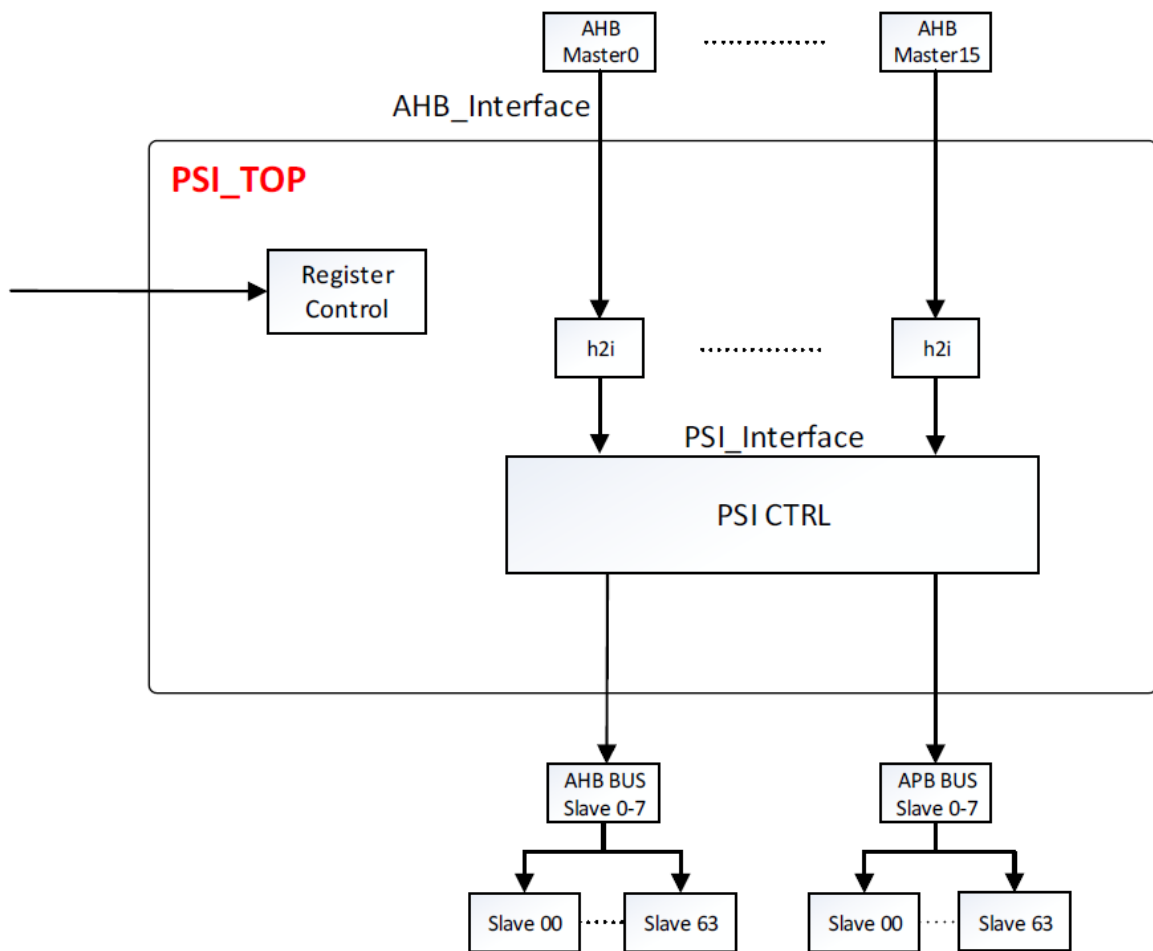 AHB
Master0
AHB
Master15
AHB_Interface
PSI_TOP
Register
Control
h2i
h2i
PSI_Interface
PSI CTRL
AHB BUS
Slave 0-7
APB BUS
Slave 0-7
Slave 00
Slave 63
Slave 00
Slave 63